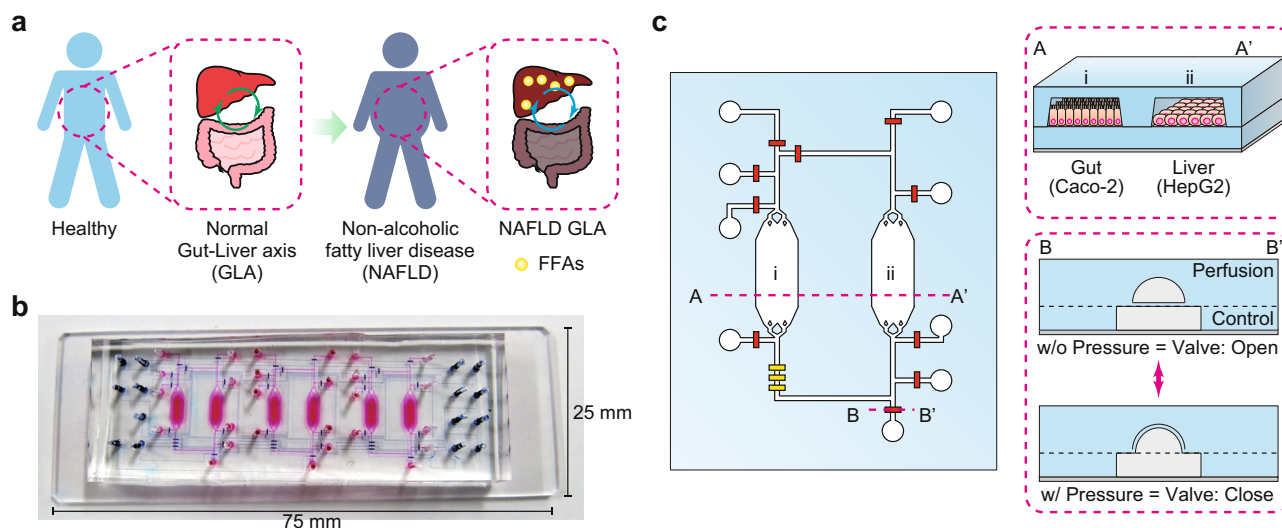 a
Healthy
Normal
Gut-Liver axis
(GLA)
Non-alcoholic
fatty liver disease
(NAFLD)
NAFLD GLA
FFAs
b
25 mm
75 mm
c
i
ii
A
A'
B
B'
A
A'
i
ii
Gut
(Caco-2)
Liver
(HepG2)
B
B'
Perfusion
Control
w/o Pressure = Valve: Open
w/ Pressure = Valve: Close